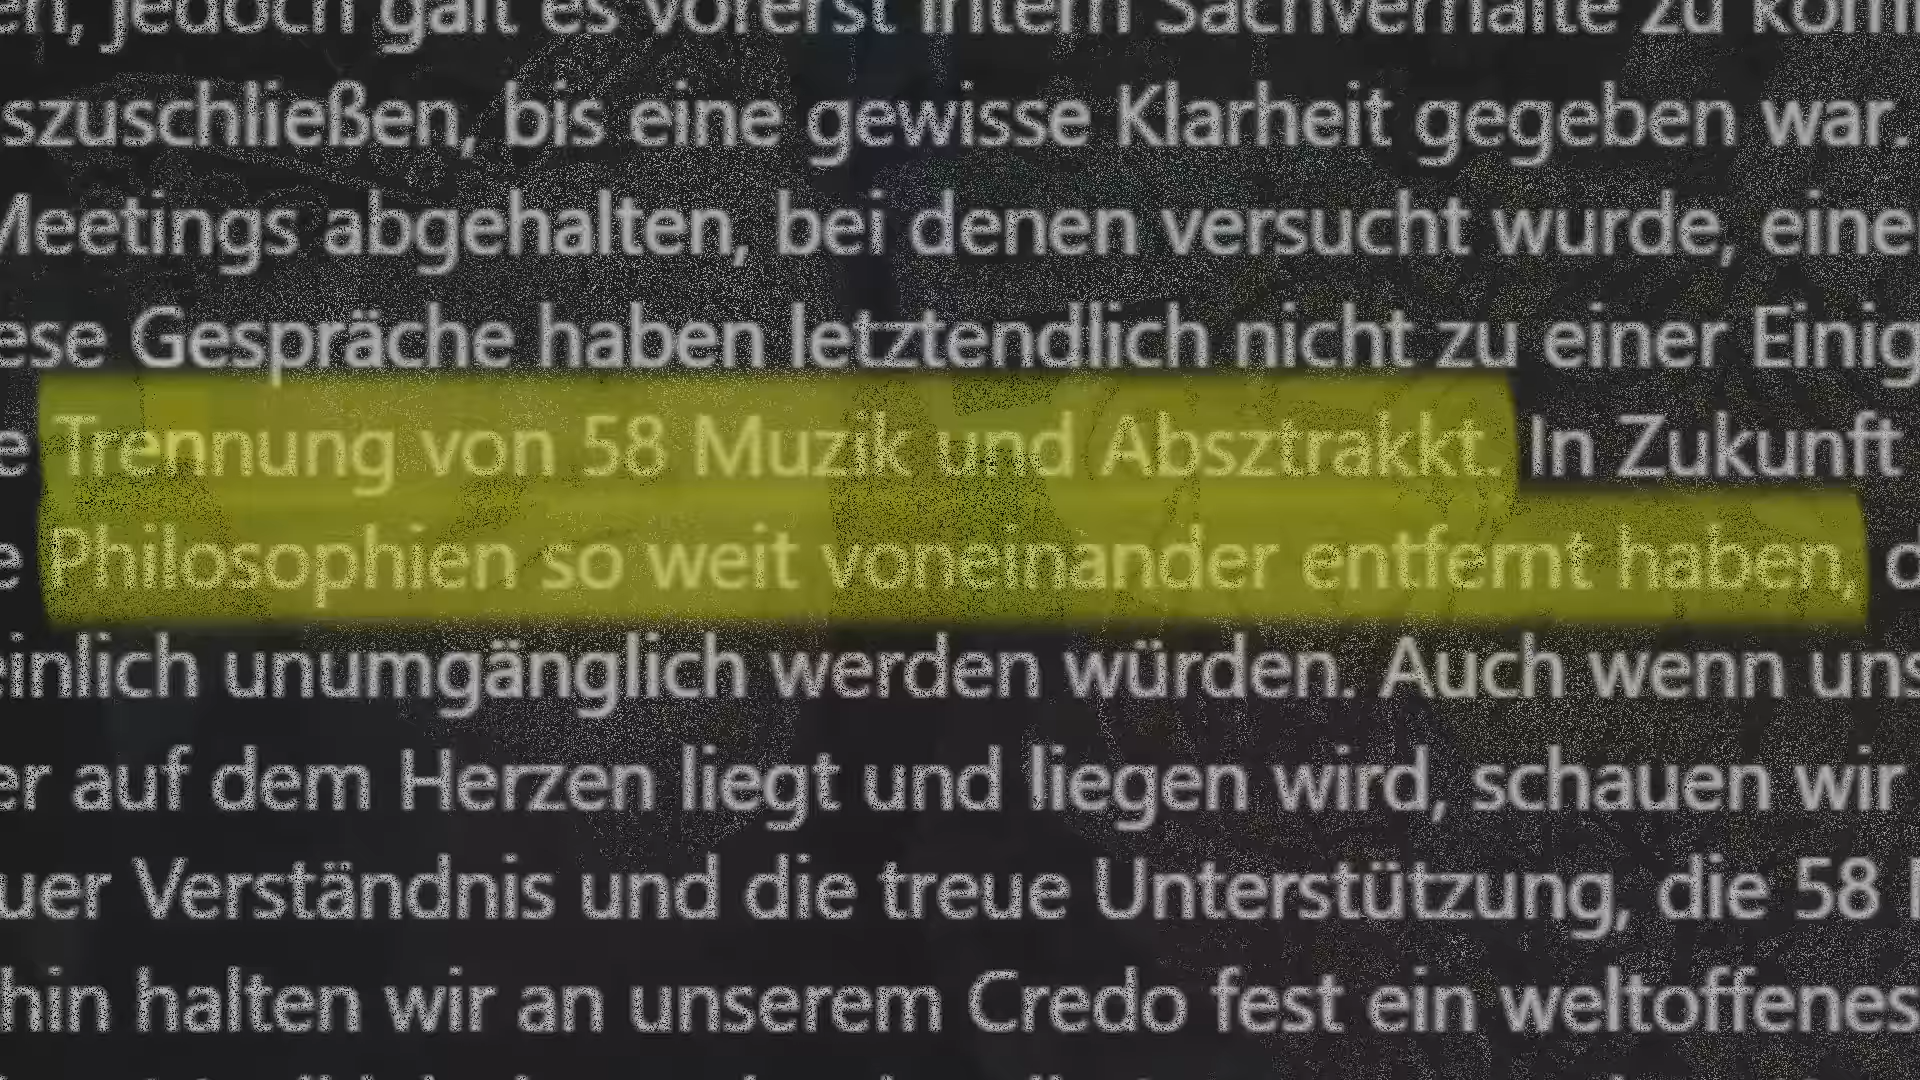 jedoch galt es vorerst intern Sachverhalte zu
szuschließen, bis eine gewisse Klarheit gegeben war.
Meetings abgehalten, bei denen versucht wurde, eine
ese Gespräche haben letztendlich nicht zu einer Einig
e Trennung von 58 Muzik und Absztrakkt. In Zukunft
e Philosophien so weit voneinander entfernt haben, d
einlich unumgänglich werden würden. Auch wenn uns
er auf dem Herzen liegt und liegen wird, schauen wir
uer Verständnis und die treue Unterstützung, die 58
hin halten wir an unserem Credo fest ein weltoffenes